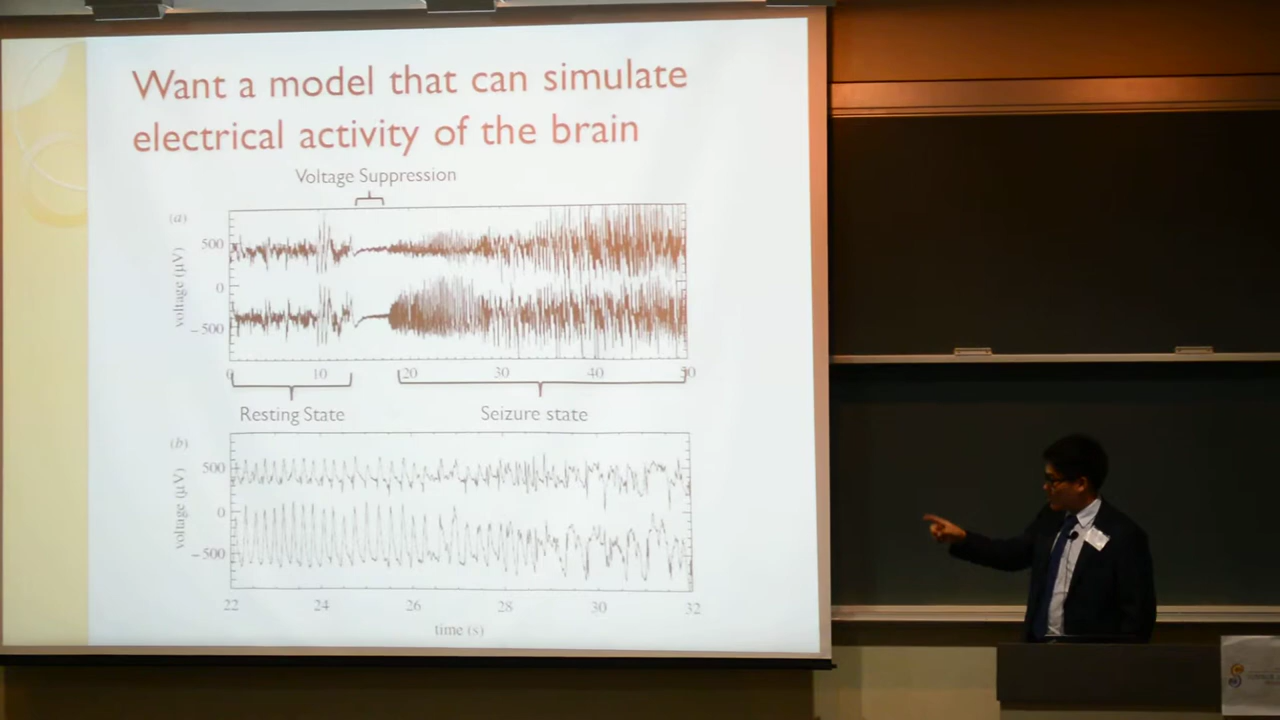 Want a model that can simulate
electrical activity of the brain
Voltage Suppression
(a)
500
0
−500
voltage (μV)
0 10 20 30 40 50
Resting State
Seizure state
(b)
500
0
−500
voltage (μV)
22 24 26 28 30 32
time (s)